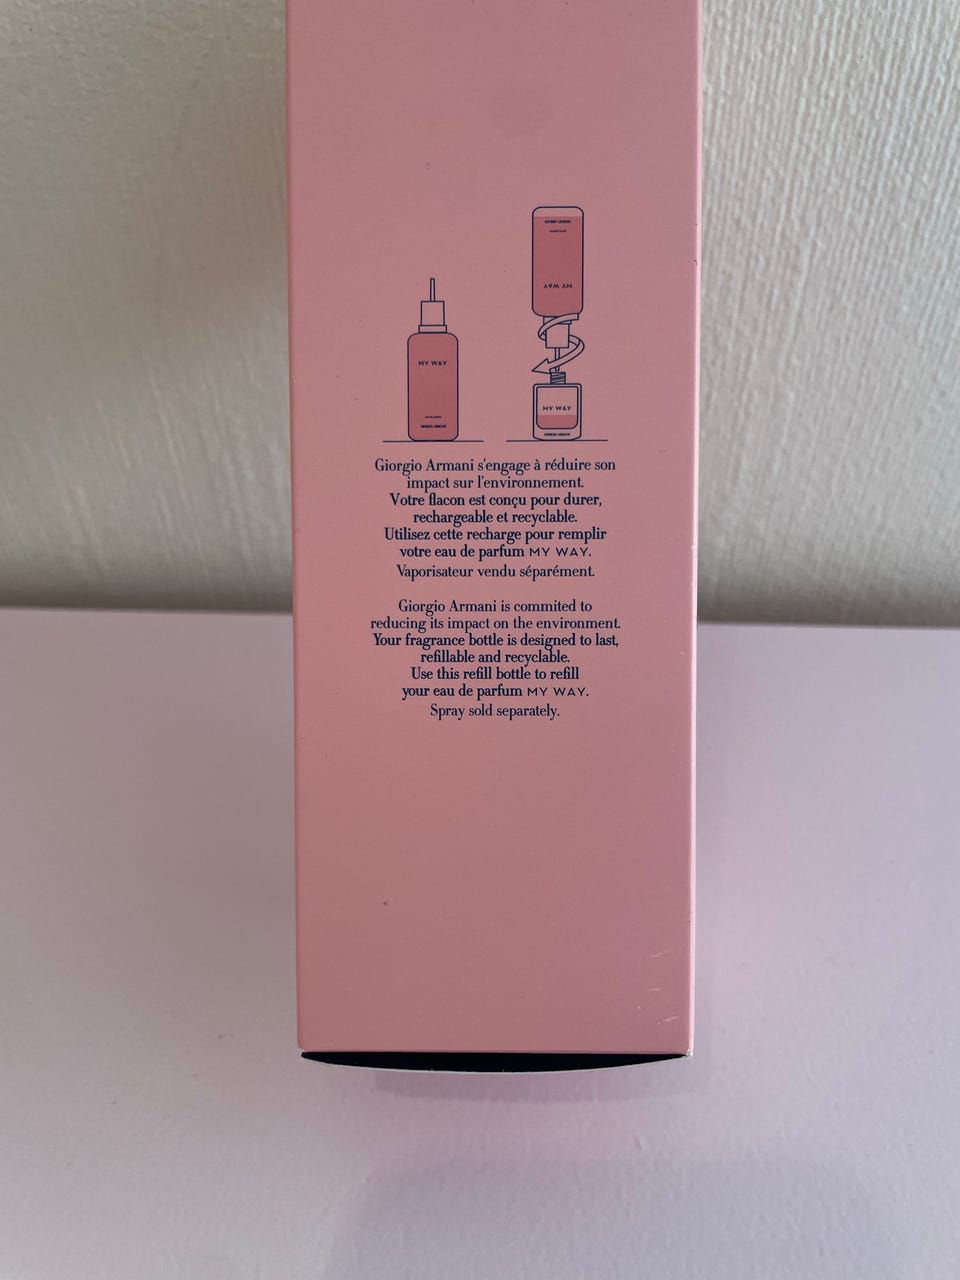 MY WAY
MY WAY
MY WAY
Giorgio Armani s'engage à réduire son
impact sur l'environnement.
Votre flacon est conçu pour durer,
rechargeable et recyclable.
Utilisez cette recharge pour remplir
votre eau de parfum MY WAY.
Vaporisateur vendu séparément.
Giorgio Armani is commited to
reducing its impact on the environment.
Your fragrance bottle is designed to last,
refillable and recyclable.
Use this refill bottle to refill
your eau de parfum MY WAY.
Spray sold separately.